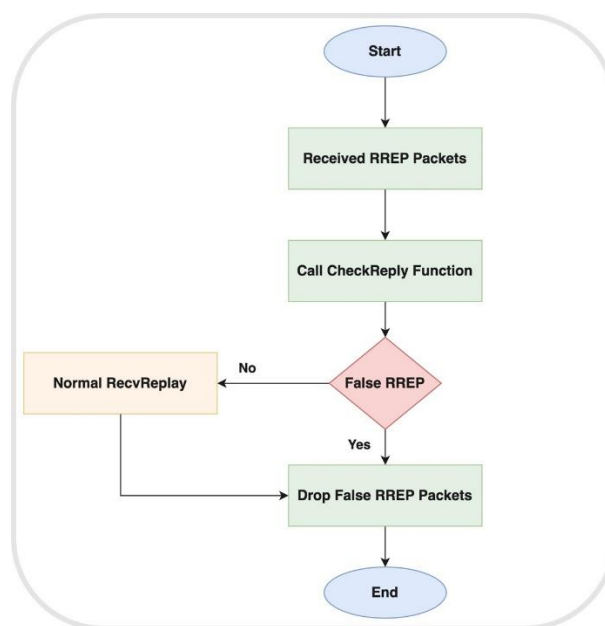 Start
Received RREP Packets
Call CheckReply Function
False RREP
No
Normal RecvReplay
Yes
Drop False RREP Packets
End